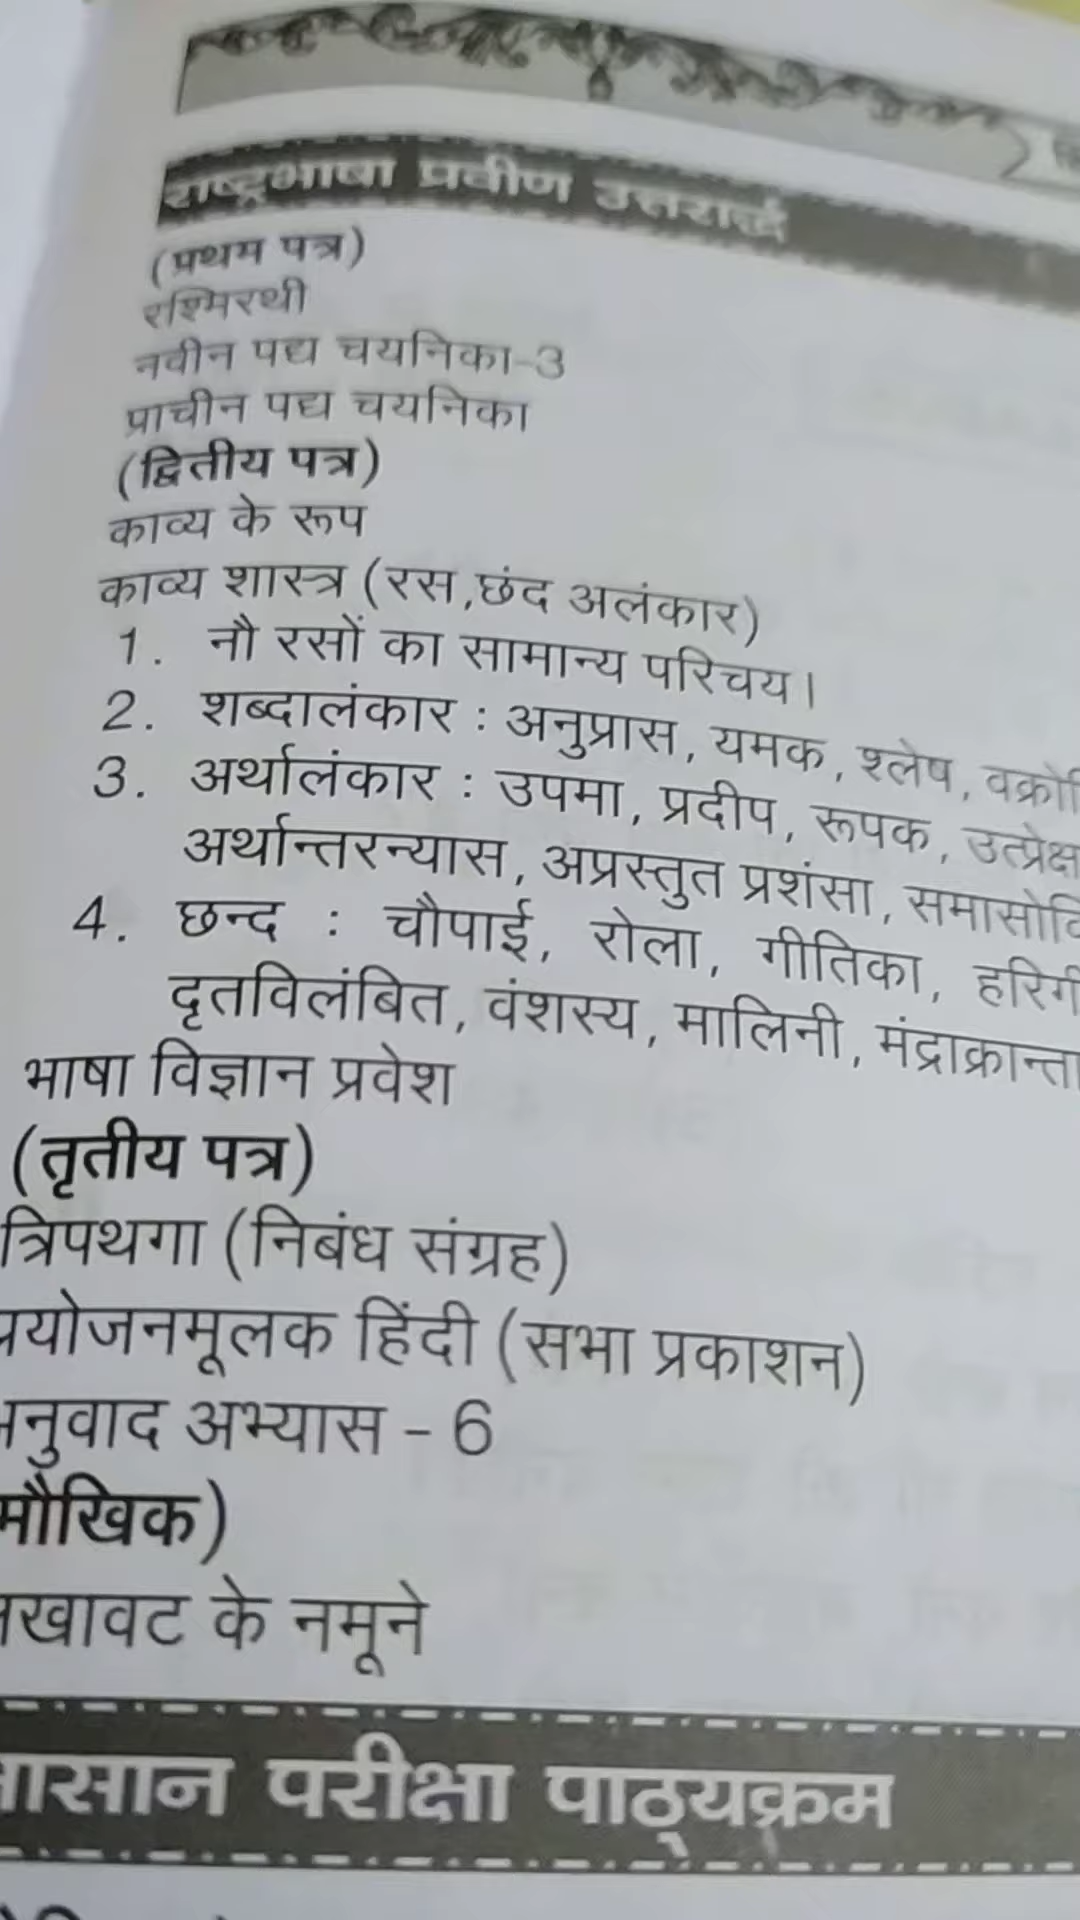 राष्ट्रभाषा प्रवीण उत्तरार्द्ध
(प्रथम पत्र)
रश्मिरथी
नवीन पद्य चयनिका-3
प्राचीन पद्य चयनिका
(द्वितीय पत्र)
काव्य के रूप
काव्य शास्त्र (रस,छंद अलंकार)
1. नौ रसों का सामान्य परिचय।
2. शब्दालंकार : अनुप्रास, यमक, श्लेष,
3. अर्थालंकार : उपमा, प्रदीप, रूपक,
अर्थान्तरन्यास, अप्रस्तुत प्रशंसा,
4. छन्द : चौपाई, रोला, गीतिका,
दृतविलंबित, वंशस्य, मालिनी, मंद्राक्रान्ता
भाषा विज्ञान प्रवेश
(तृतीय पत्र)
त्रिपथगा (निबंध संग्रह)
हिंदी (सभा प्रकाशन)
अभ्यास - 6
के नमूने
परीक्षा पाठ्यक्रम